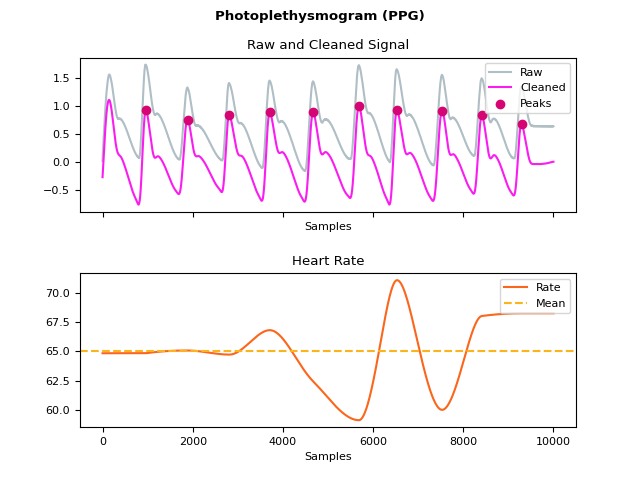 Photoplethysmogram (PPG)
Raw and Cleaned Signal
1.5
1.0
0.5
0.0
−0.5
Raw
Cleaned
Peaks
Samples
Heart Rate
70.0
67.5
65.0
62.5
60.0
Rate
Mean
0 2000 4000 6000 8000 10000
Samples